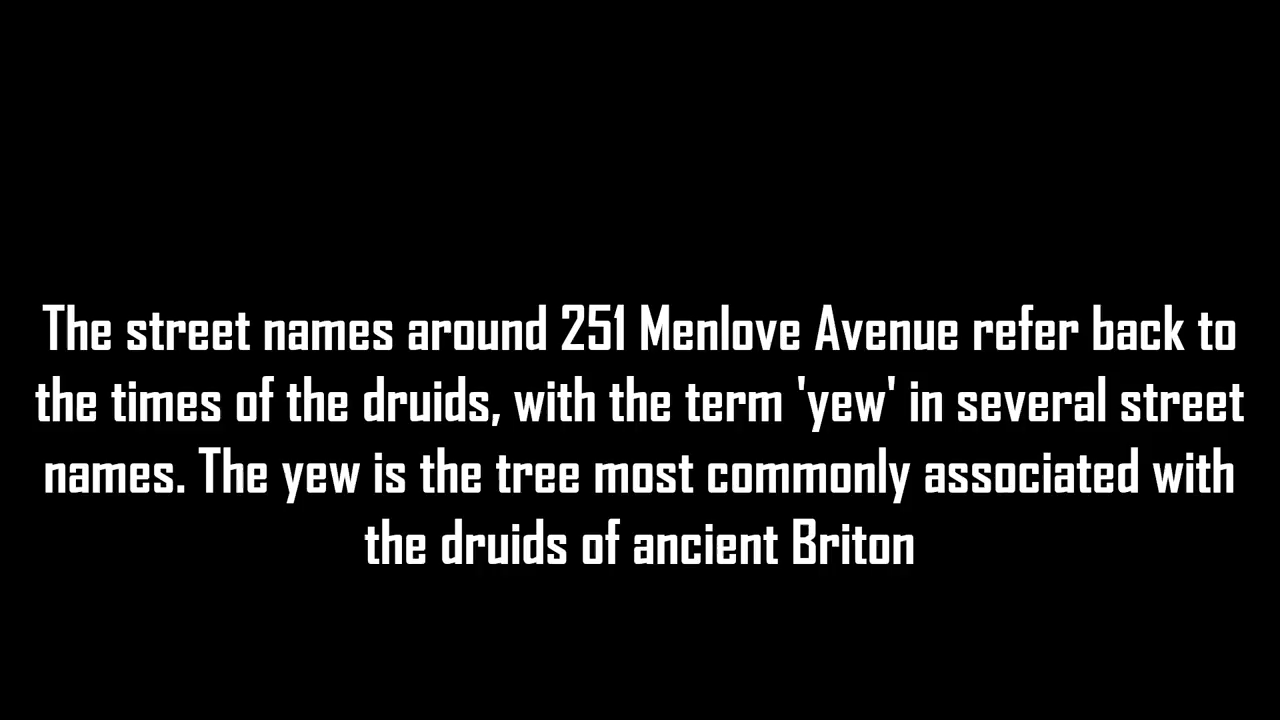 The street names around 251 Menlove Avenue refer back to
the times of the druids, with the term 'yew' in several street
names. The yew is the tree most commonly associated with
the druids of ancient Briton